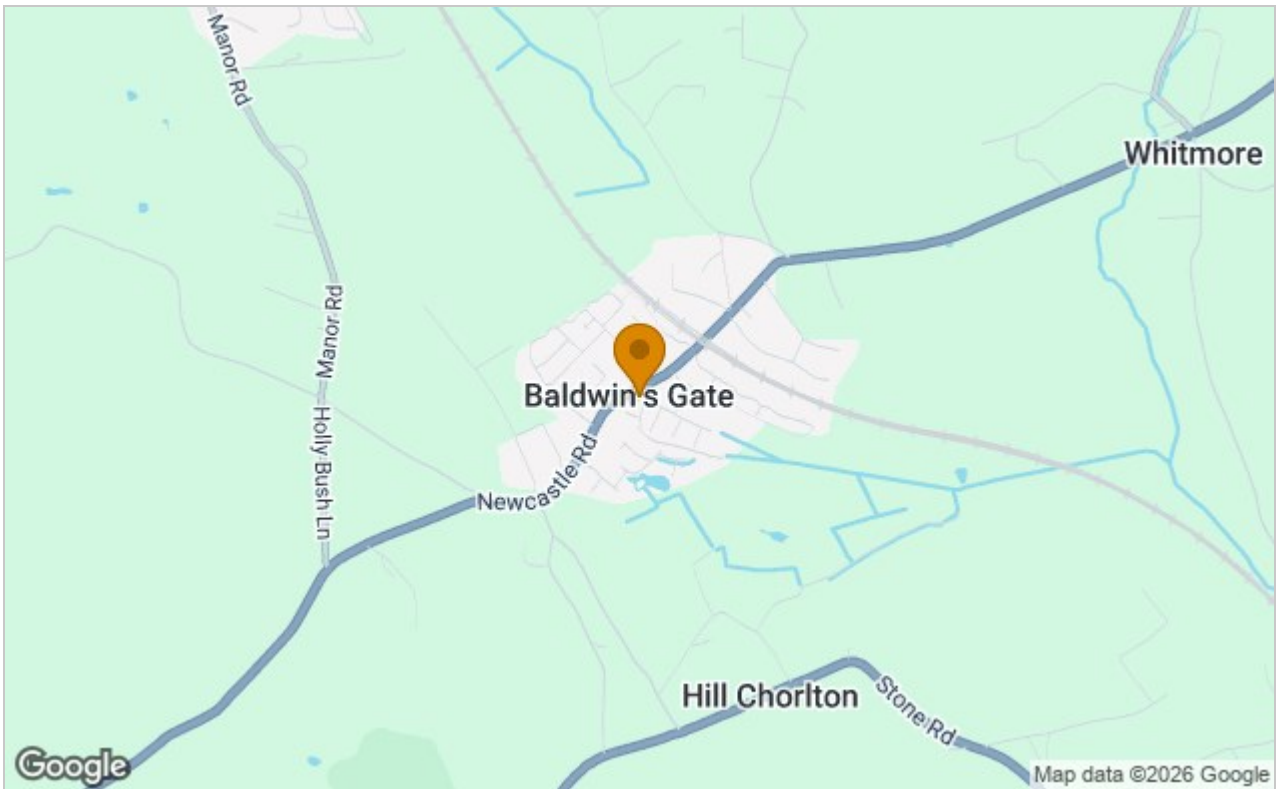 Manor Rd
Whitmore
Manor Rd
Baldwin's Gate
Holly Bush Ln
Newcastle Rd
Hill Chorlton
Stone Rd
Google
Map data ©2026 Google